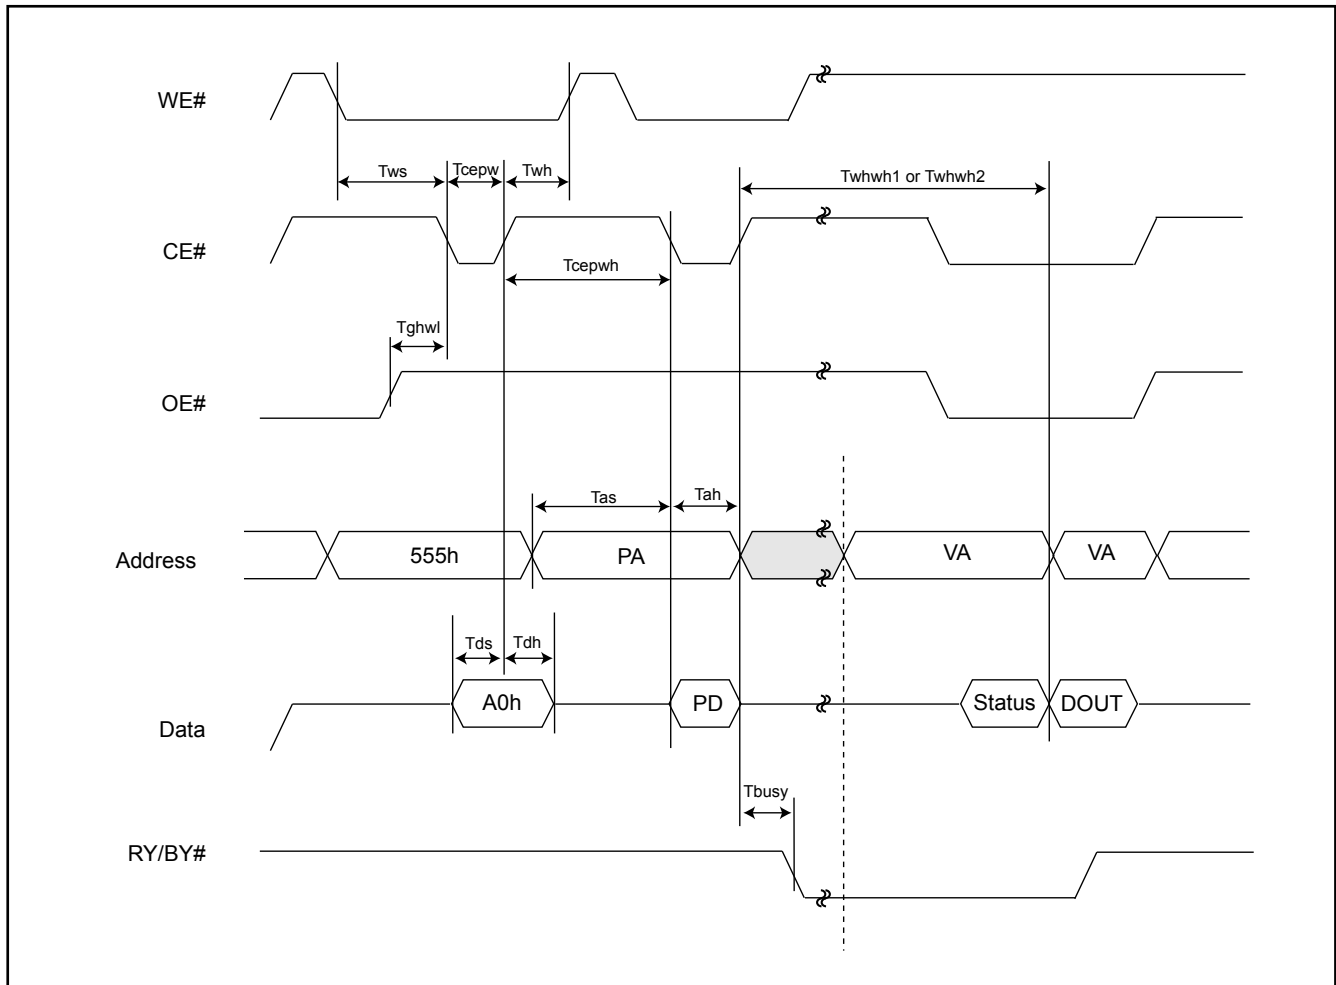 WE#
Tws Tcepw Twh Twhwh1 or Twhwh2
CE#
Tcepwh
Tghwl
OE#
Tas Tah
Address 555h PA VA VA
Tds Tdh
Data A0h PD Status DOUT
Tbusy
RY/BY#